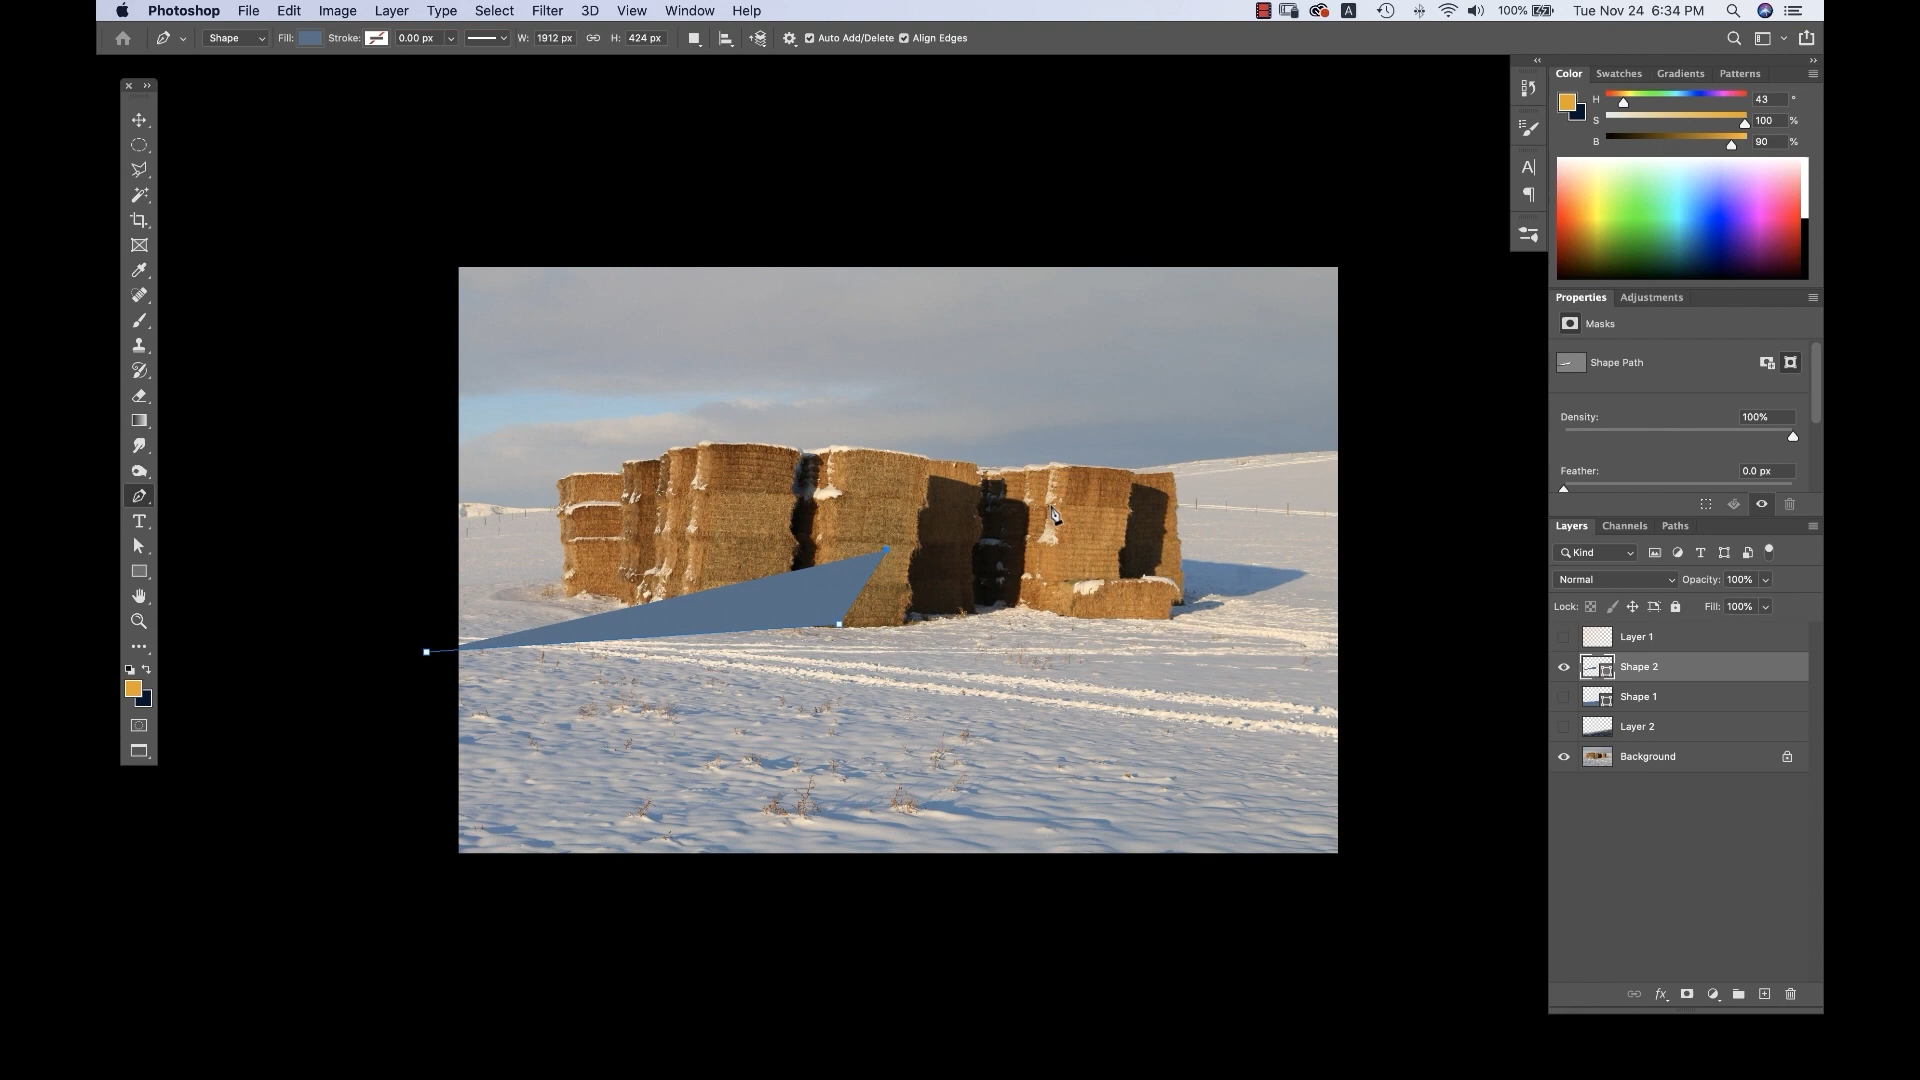 Photoshop File Edit Image Layer Type Select Filter 3D View Window Help A 100% Tue Nov 24 6:34 PM
Shape Fill: Stroke: 0.00 px W: 1912 px H: 424 px Auto Add/Delete Align Edges
Color Swatches Gradients Patterns
H 43 °
S 100 %
B 90 %
Properties Adjustments
Masks
Shape Path
Density: 100%
Feather: 0.0 px
Layers Channels Paths
Kind
Normal Opacity: 100%
Lock: Fill: 100%
Layer 1
Shape 2
Shape 1
Layer 2
Background
fx